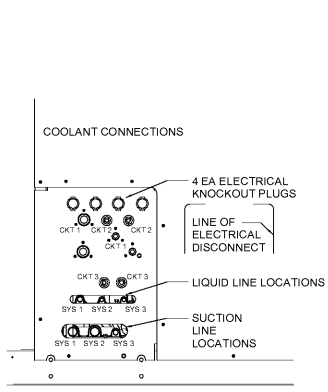 COOLANT CONNECTIONS
4 EA ELECTRICAL
KNOCKOUT PLUGS
CKT 1 CKT 2 CKT 2
LINE OF
ELECTRICAL
DISCONNECT
CKT 1
CKT 3 CKT 3
LIQUID LINE LOCATIONS
SYS 1 SYS 2 SYS 3
SUCTION
LINE
LOCATIONS
SYS 1 SYS 2 SYS 3